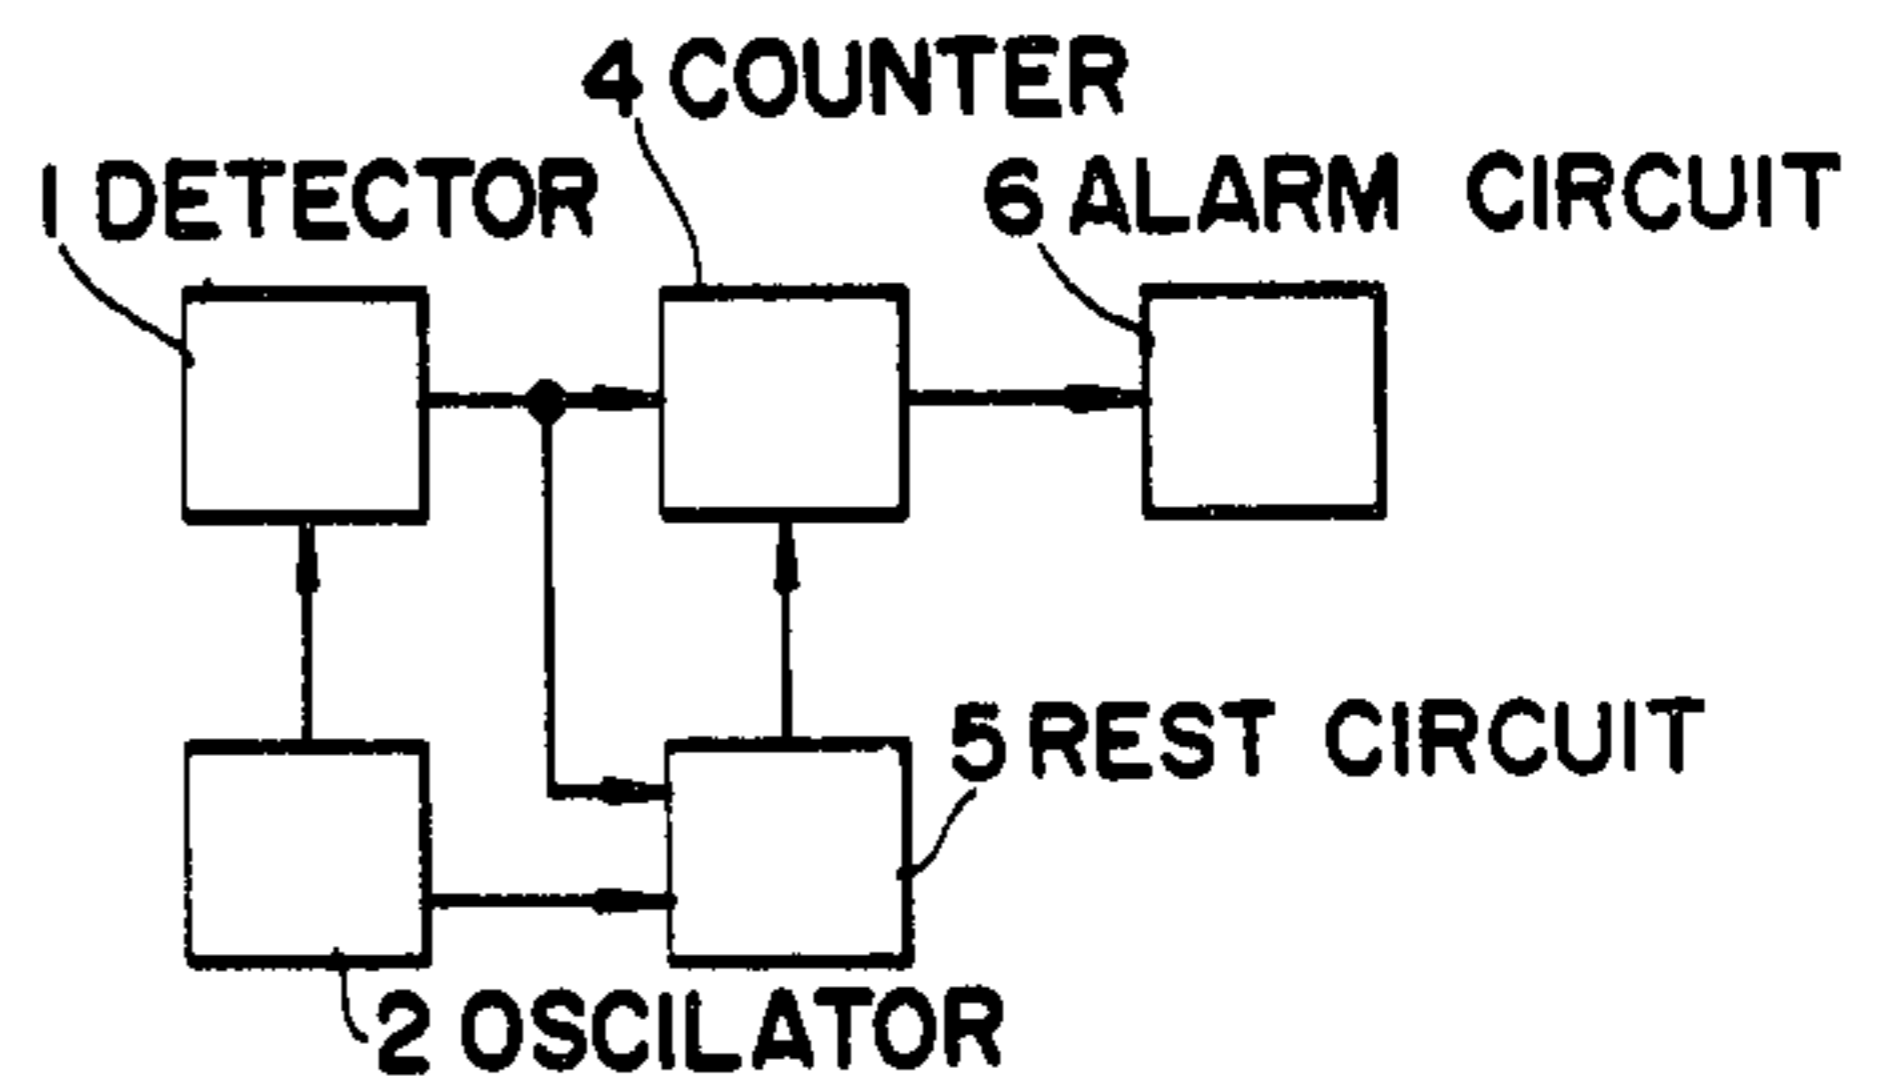 4 COUNTER
1 DETECTOR
6 ALARM CIRCUIT
5 REST CIRCUIT
2 OSCILATOR